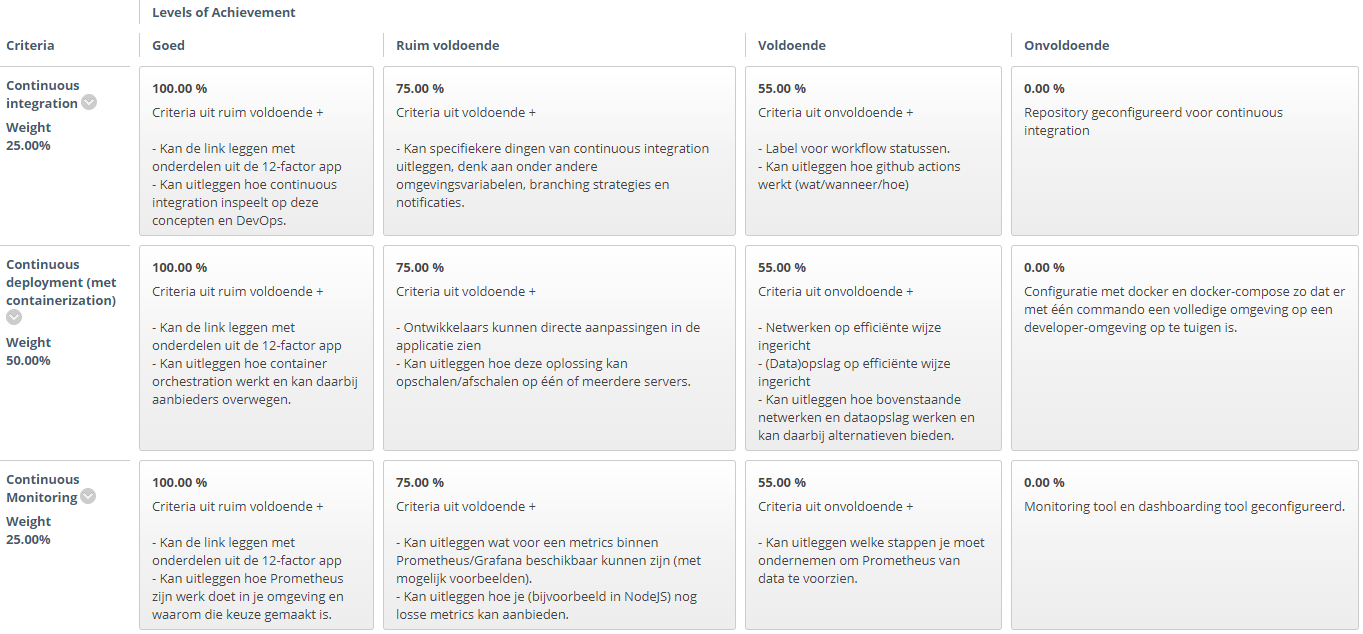 Levels of Achievement
Criteria
Goed
Ruim voldoende
Voldoende
Onvoldoende
Continuous
integration
Weight
25.00%
100.00 %
Criteria uit ruim voldoende +
- Kan de link leggen met
onderdelen uit de 12-factor app
- Kan uitleggen hoe continuous
integration inspeelt op deze
concepten en DevOps.
75.00 %
Criteria uit voldoende +
- Kan specifiekere dingen van continuous integration
uitleggen, denk aan onder andere
omgevingsvariabelen, branching strategies en
notificaties.
55.00 %
Criteria uit onvoldoende +
- Label voor workflow statussen.
- Kan uitleggen hoe github actions
werkt (wat/wanneer/hoe)
0.00 %
Repository geconfigureerd voor continuous
integration
Continuous
deployment (met
containerization)
Weight
50.00%
100.00 %
Criteria uit ruim voldoende +
- Kan de link leggen met
onderdelen uit de 12-factor app
- Kan uitleggen hoe container
orchestration werkt en kan daarbij
aanbieders overwegen.
75.00 %
Criteria uit voldoende +
- Ontwikkelaars kunnen directe aanpassingen in de
applicatie zien
- Kan uitleggen hoe deze oplossing kan
opschalen/afschalen op één of meerdere servers.
55.00 %
Criteria uit onvoldoende +
- Netwerken op efficiënte wijze
ingericht
- (Data)opslag op efficiënte wijze
ingericht
- Kan uitleggen hoe bovenstaande
netwerken en dataopslag werken en
kan daarbij alternatieven bieden.
0.00 %
Configuratie met docker en docker-compose zo dat er
met één commando een volledige omgeving op een
developer-omgeving op te tuigen is.
Continuous
Monitoring
Weight
25.00%
100.00 %
Criteria uit ruim voldoende +
- Kan de link leggen met
onderdelen uit de 12-factor app
- Kan uitleggen hoe Prometheus
zijn werk doet in je omgeving en
waarom die keuze gemaakt is.
75.00 %
Criteria uit voldoende +
- Kan uitleggen wat voor een metrics binnen
Prometheus/Grafana beschikbaar kunnen zijn (met
mogelijk voorbeelden).
- Kan uitleggen hoe je (bijvoorbeeld in NodeJS) nog
losse metrics kan aanbieden.
55.00 %
Criteria uit onvoldoende +
- Kan uitleggen welke stappen je moet
ondernemen om Prometheus van
data te voorzien.
0.00 %
Monitoring tool en dashboarding tool geconfigureerd.